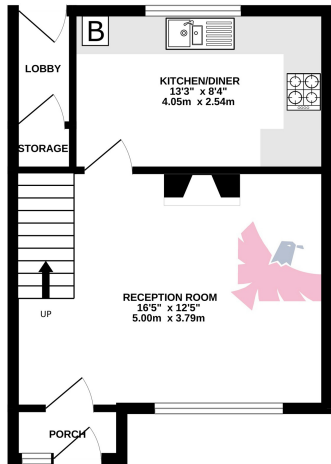 B
LOBBY
KITCHEN/DINER
13'3" x 8'4"
4.05m x 2.54m
STORAGE
RECEPTION ROOM
16'5" x 12'5"
5.00m x 3.79m
UP
PORCH